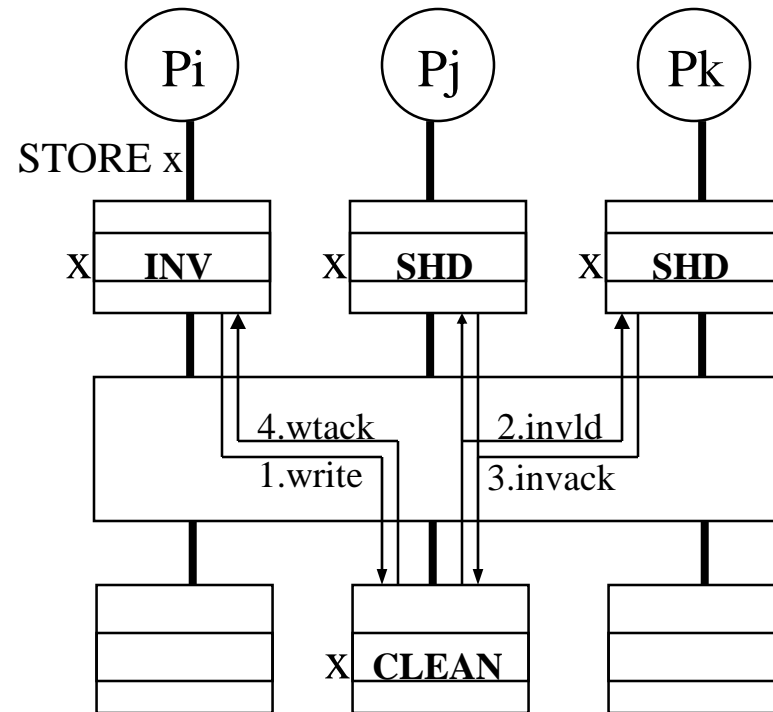 Pi Pj Pk
STORE x
X INV X SHD X SHD
4.wtack 2.invld
1.write 3.invack
X CLEAN